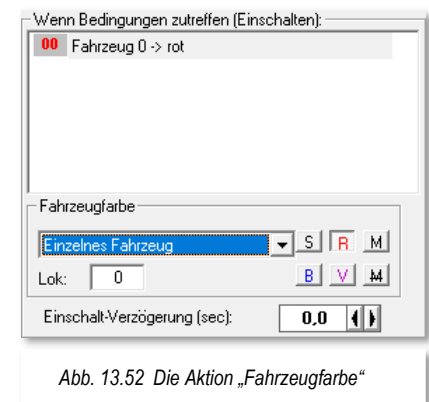 Wenn Bedingungen zutreffen (Einschalten):
00 Fahrzeug 0 -> rot
Fahrzeugfarbe
Einzelnes Fahrzeug S R M
Lok: 0 B V M
Einschalt-Verzögerung (sec): 0,0
Abb. 13.52 Die Aktion „Fahrzeugfarbe“